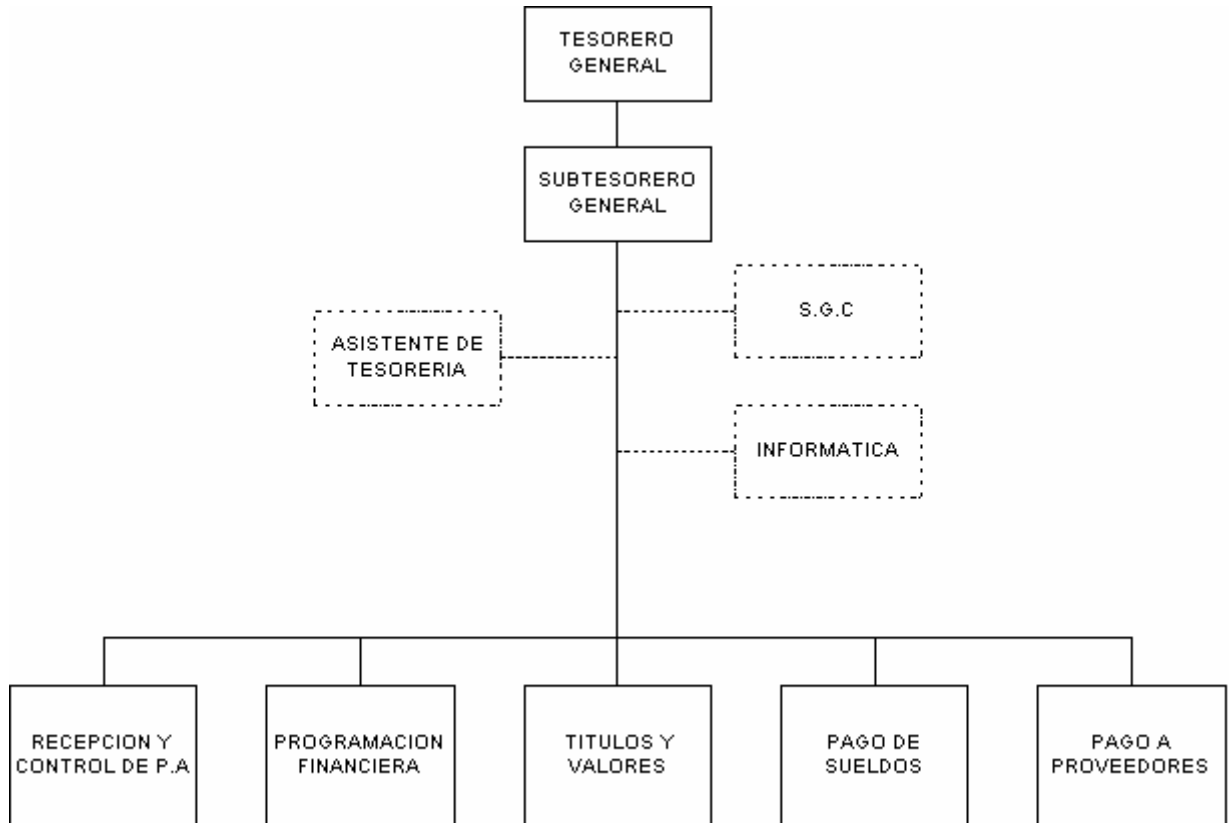 TESORERO
GENERAL
SUBTESORERO
GENERAL
S.G.C
ASISTENTE DE
TESORERIA
INFORMATICA
RECEPCION Y
CONTROL DE P.A
PROGRAMACION
FINANCIERA
TITULOS Y
VALORES
PAGO DE
SUELDOS
PAGO A
PROVEEDORES